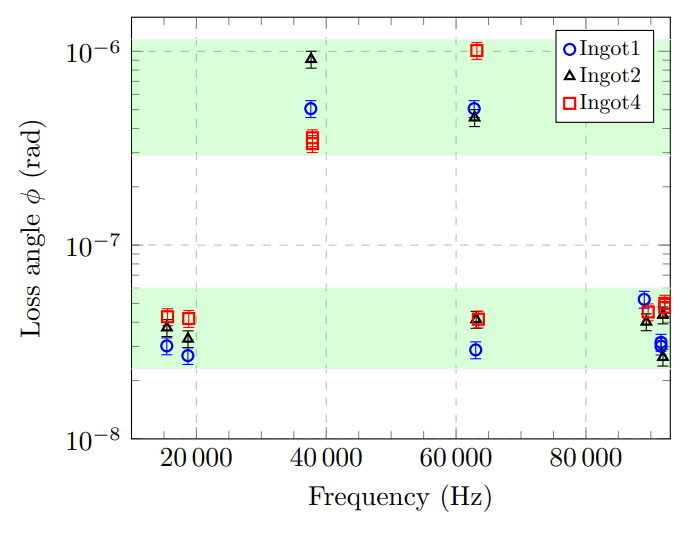 10⁻⁶
10⁻⁷
10⁻⁸
Loss angle ϕ (rad)
Ingot1
Ingot2
Ingot4
20 000 40 000 60 000 80 000
Frequency (Hz)